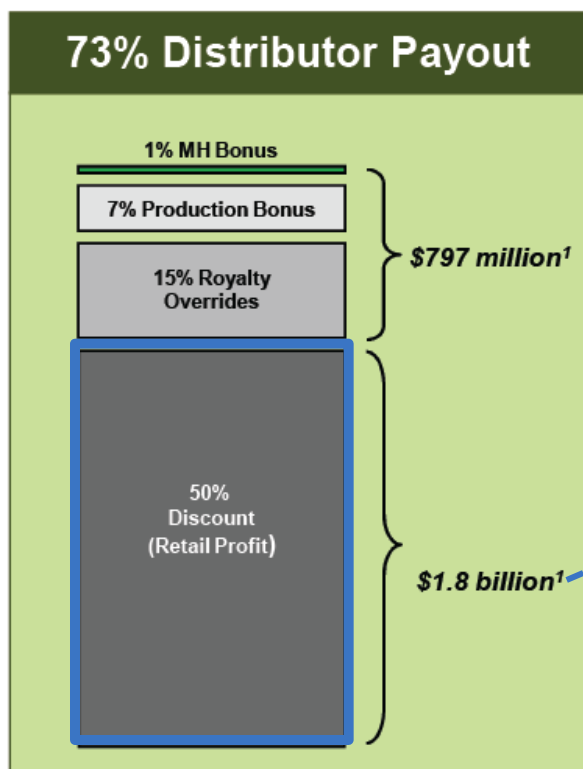 73% Distributor Payout
1% MH Bonus
7% Production Bonus
15% Royalty
Overrides
$797 million¹
50%
Discount
(Retail Profit)
$1.8 billion¹